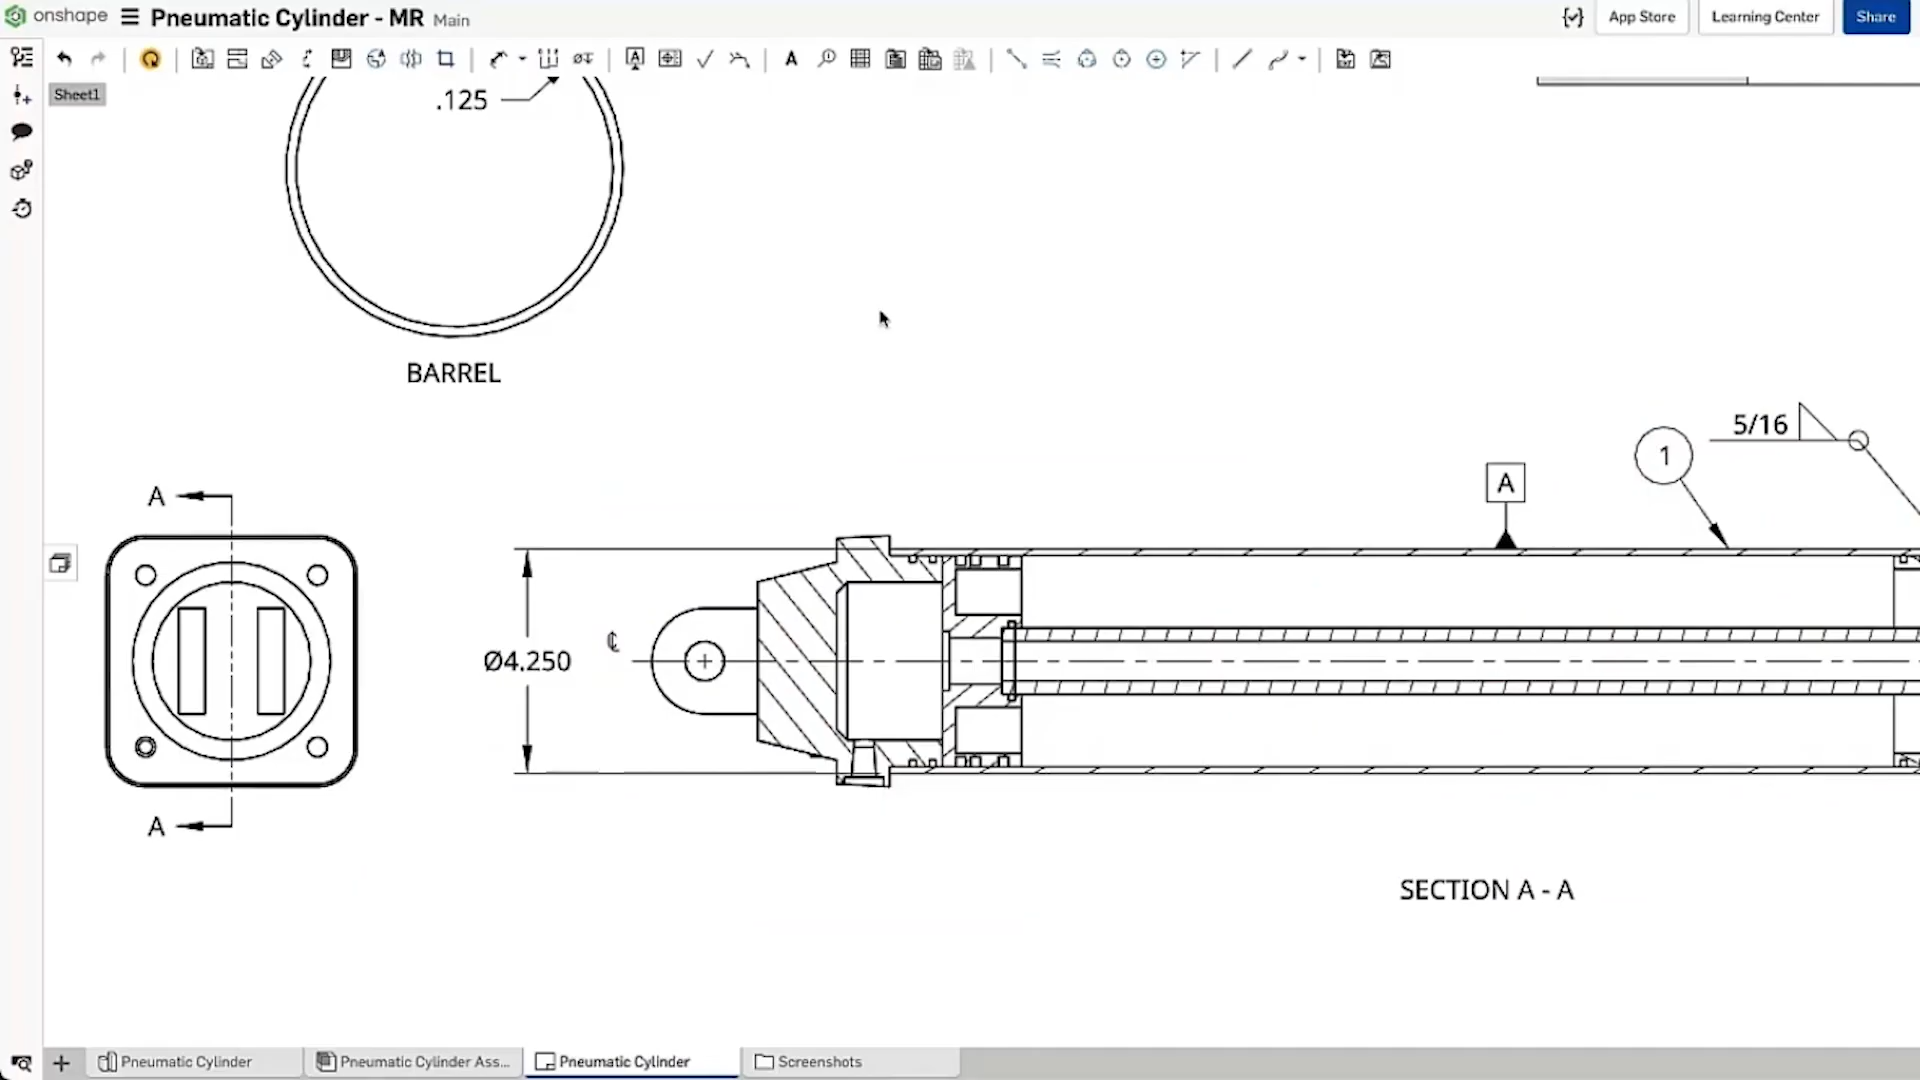 onshape Pneumatic Cylinder - MR Main
App Store Learning Center Share
Sheet1
.125
BARREL
5/16
1
A
A
Ø4.250
℄
A
SECTION A - A
Pneumatic Cylinder Pneumatic Cylinder Ass... Pneumatic Cylinder Screenshots